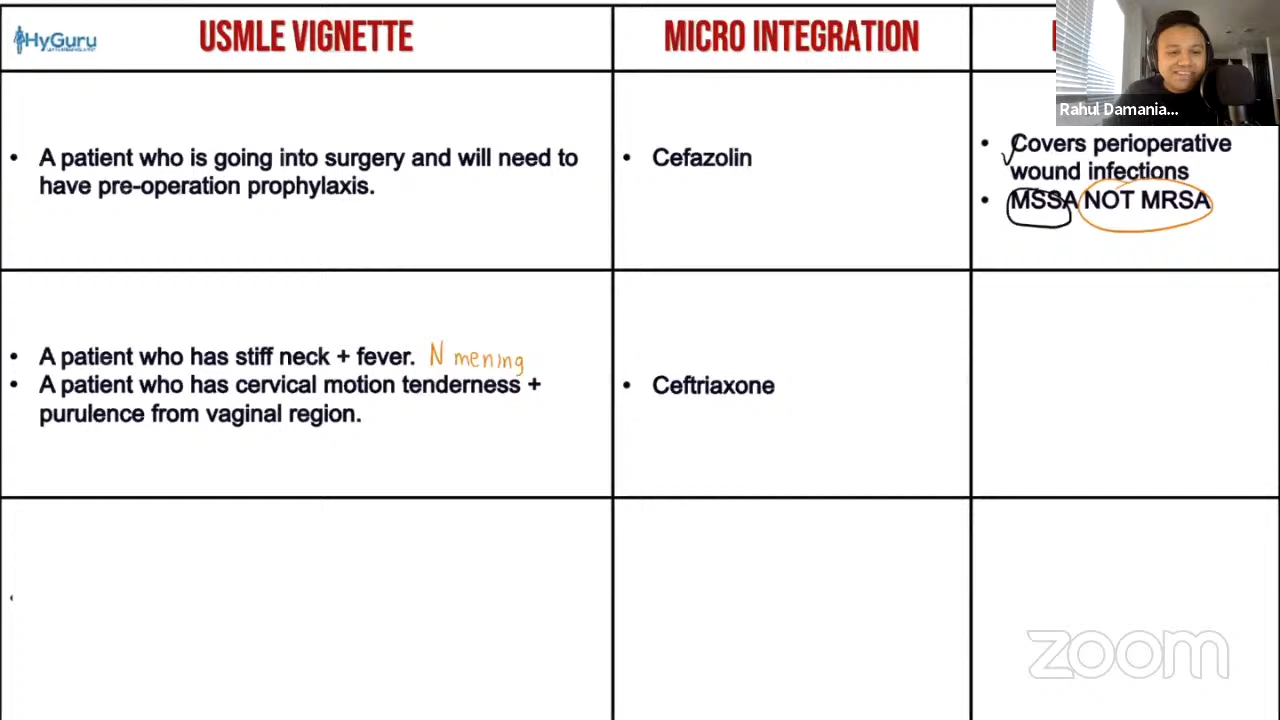 HyGuru
USMLE VIGNETTE
MICRO INTEGRATION
Rahul Damania...
• A patient who is going into surgery and will need to
have pre-operation prophylaxis.
• Cefazolin
• Covers perioperative
wound infections
• MSSA NOT MRSA
• A patient who has stiff neck + fever. N mening
• A patient who has cervical motion tenderness +
purulence from vaginal region.
• Ceftriaxone
zoom